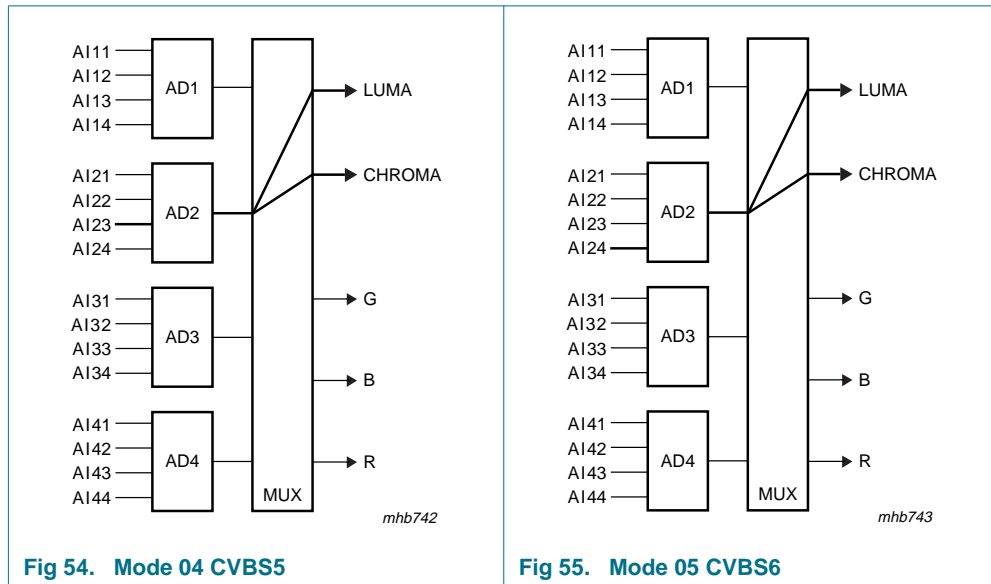 AI11
AI12
AI13
AI14
AD1
AI21
AI22
AI23
AI24
AD2
AI31
AI32
AI33
AI34
AD3
AI41
AI42
AI43
AI44
AD4
MUX
LUMA
CHROMA
G
B
R
mhb742
Fig 54. Mode 04 CVBS5
AI11
AI12
AI13
AI14
AD1
AI21
AI22
AI23
AI24
AD2
AI31
AI32
AI33
AI34
AD3
AI41
AI42
AI43
AI44
AD4
MUX
LUMA
CHROMA
G
B
R
mhb743
Fig 55. Mode 05 CVBS6